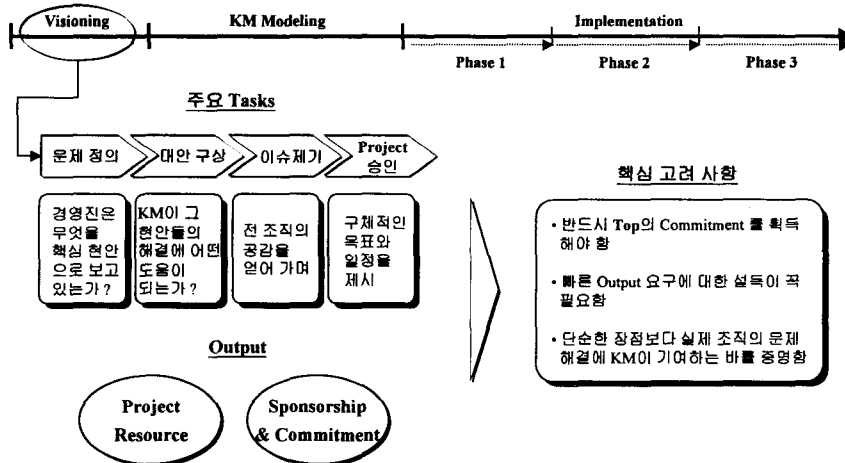 Visioning
KM Modeling
Implementation
Phase 1
Phase 2
Phase 3
주요 Tasks
문제 정의
대안 구상
이슈제기
Project
승인
경영진은
무엇을
핵심 현안
으로 보고
있는가?
KM이 그
현안들의
해결에 어떤
도움이
되는가?
전 조직의
공감을
얻어 가며
구체적인
목표와
일정을
제시
핵심 고려 사항
• 반드시 Top의 Commitment 를 획득
해야 함
• 빠른 Output 요구에 대한 설득이 꼭
필요함
• 단순한 장점보다 실제 조직의 문제
해결에 KM이 기여하는 바를 증명함
Output
Project
Resource
Sponsorship
& Commitment